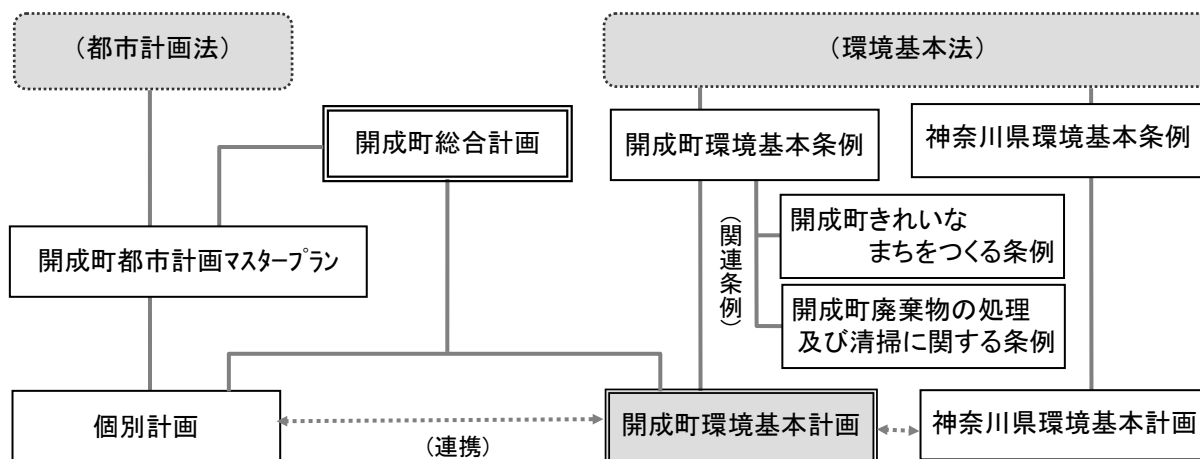 （都市計画法）
（環境基本法）
開成町総合計画
開成町環境基本条例
神奈川県環境基本条例
開成町都市計画ﾏｽﾀｰﾌﾟﾗﾝ
（関連条例）
開成町きれいな
まちをつくる条例
開成町廃棄物の処理
及び清掃に関する条例
個別計画
（連携）
開成町環境基本計画
神奈川県環境基本計画